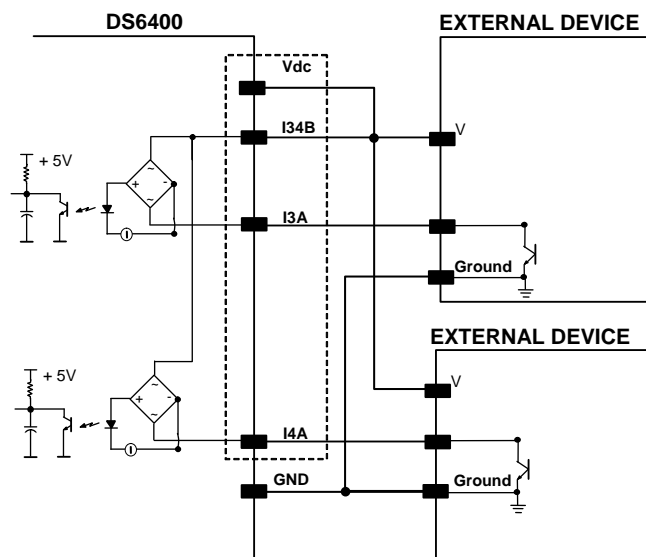 DS6400
EXTERNAL DEVICE
Vdc
I34B
V
+ 5V
+ ~ ~ -
I
I3A
Ground
EXTERNAL DEVICE
+ 5V
V
+ ~ ~ -
I
I4A
GND
Ground